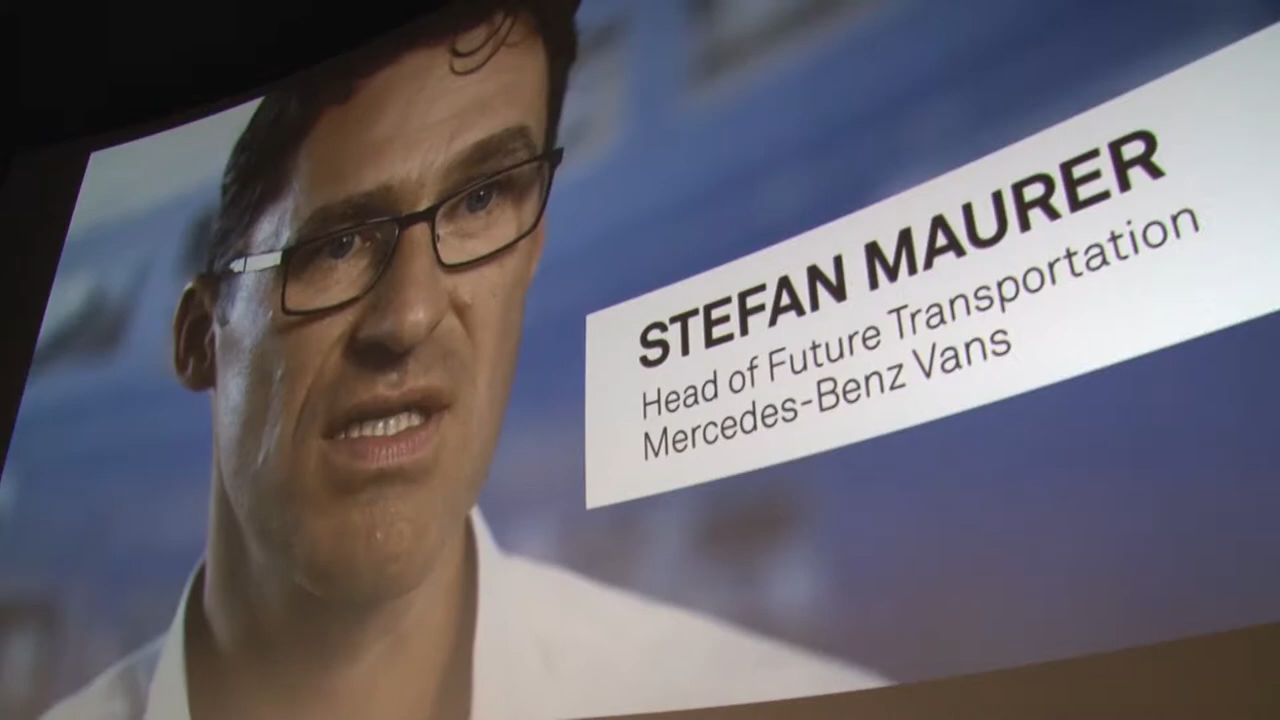 STEFAN MAURER
Head of Future Transportation
Mercedes-Benz Vans